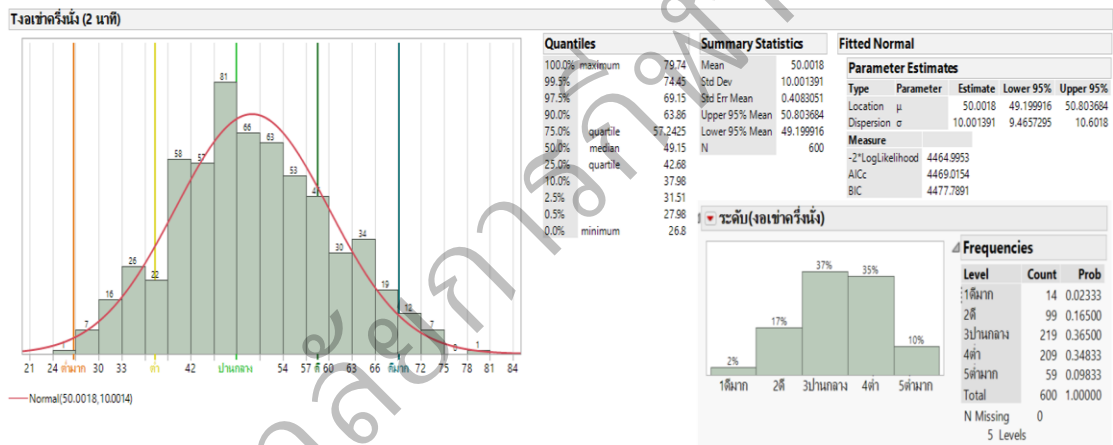 T-งอเข่าครึ่งนั่ง (2 นาที)
81
66
63
58
57
53
34
30
26
22
19
16
12
7
7
1
0
1
21 24 ต่ำมาก 30 33 ต่ำ 42 ปานกลาง 54 57 ดี 60 63 66 ดีมาก 72 75 78 81 84
Normal(50.0018,10.0014)
Quantiles
100.0% maximum 79.74
99.5% 74.45
97.5% 69.15
90.0% 63.86
75.0% quartile 57.2425
50.0% median 49.15
25.0% quartile 42.68
10.0% 37.98
2.5% 31.51
0.5% 27.98
0.0% minimum 26.8
Summary Statistics
Mean 50.0018
Std Dev 10.001391
Std Err Mean 0.4083051
Upper 95% Mean 50.803684
Lower 95% Mean 49.199916
N 600
Fitted Normal
Parameter Estimates
Type Parameter Estimate Lower 95% Upper 95%
Location μ 50.0018 49.199916 50.803684
Dispersion σ 10.001391 9.4657295 10.6018
Measure
-2*LogLikelihood 4464.9953
AICc 4469.0154
BIC 4477.7891
ระดับ(งอเข่าครึ่งนั่ง)
2% 17% 37% 35% 10%
1ดีมาก 2ดี 3ปานกลาง 4ต่ำ 5ต่ำมาก
Frequencies
Level Count Prob
1ดีมาก 14 0.02333
2ดี 99 0.16500
3ปานกลาง 219 0.36500
4ต่ำ 209 0.34833
5ต่ำมาก 59 0.09833
Total 600 1.00000
N Missing 0
5 Levels